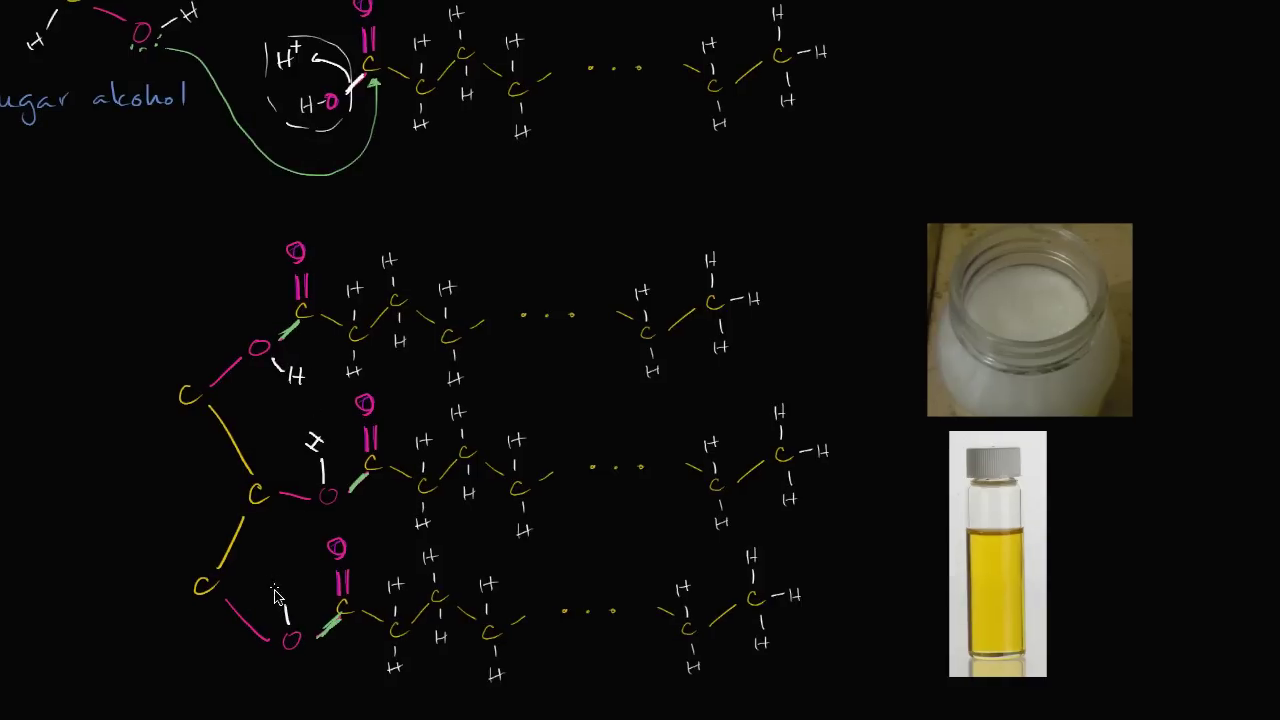 H O H H H
H O H+ C H C H H C H
C H C C H
ugar alcohol H-O H H
H H H
O H H
H H H
C C C H
O C C C
H H H H H
C O H H
H H H
C C C H
C O C H C C H
H H H
O H H
H H H
C C C C H
O C H C C H
H H H